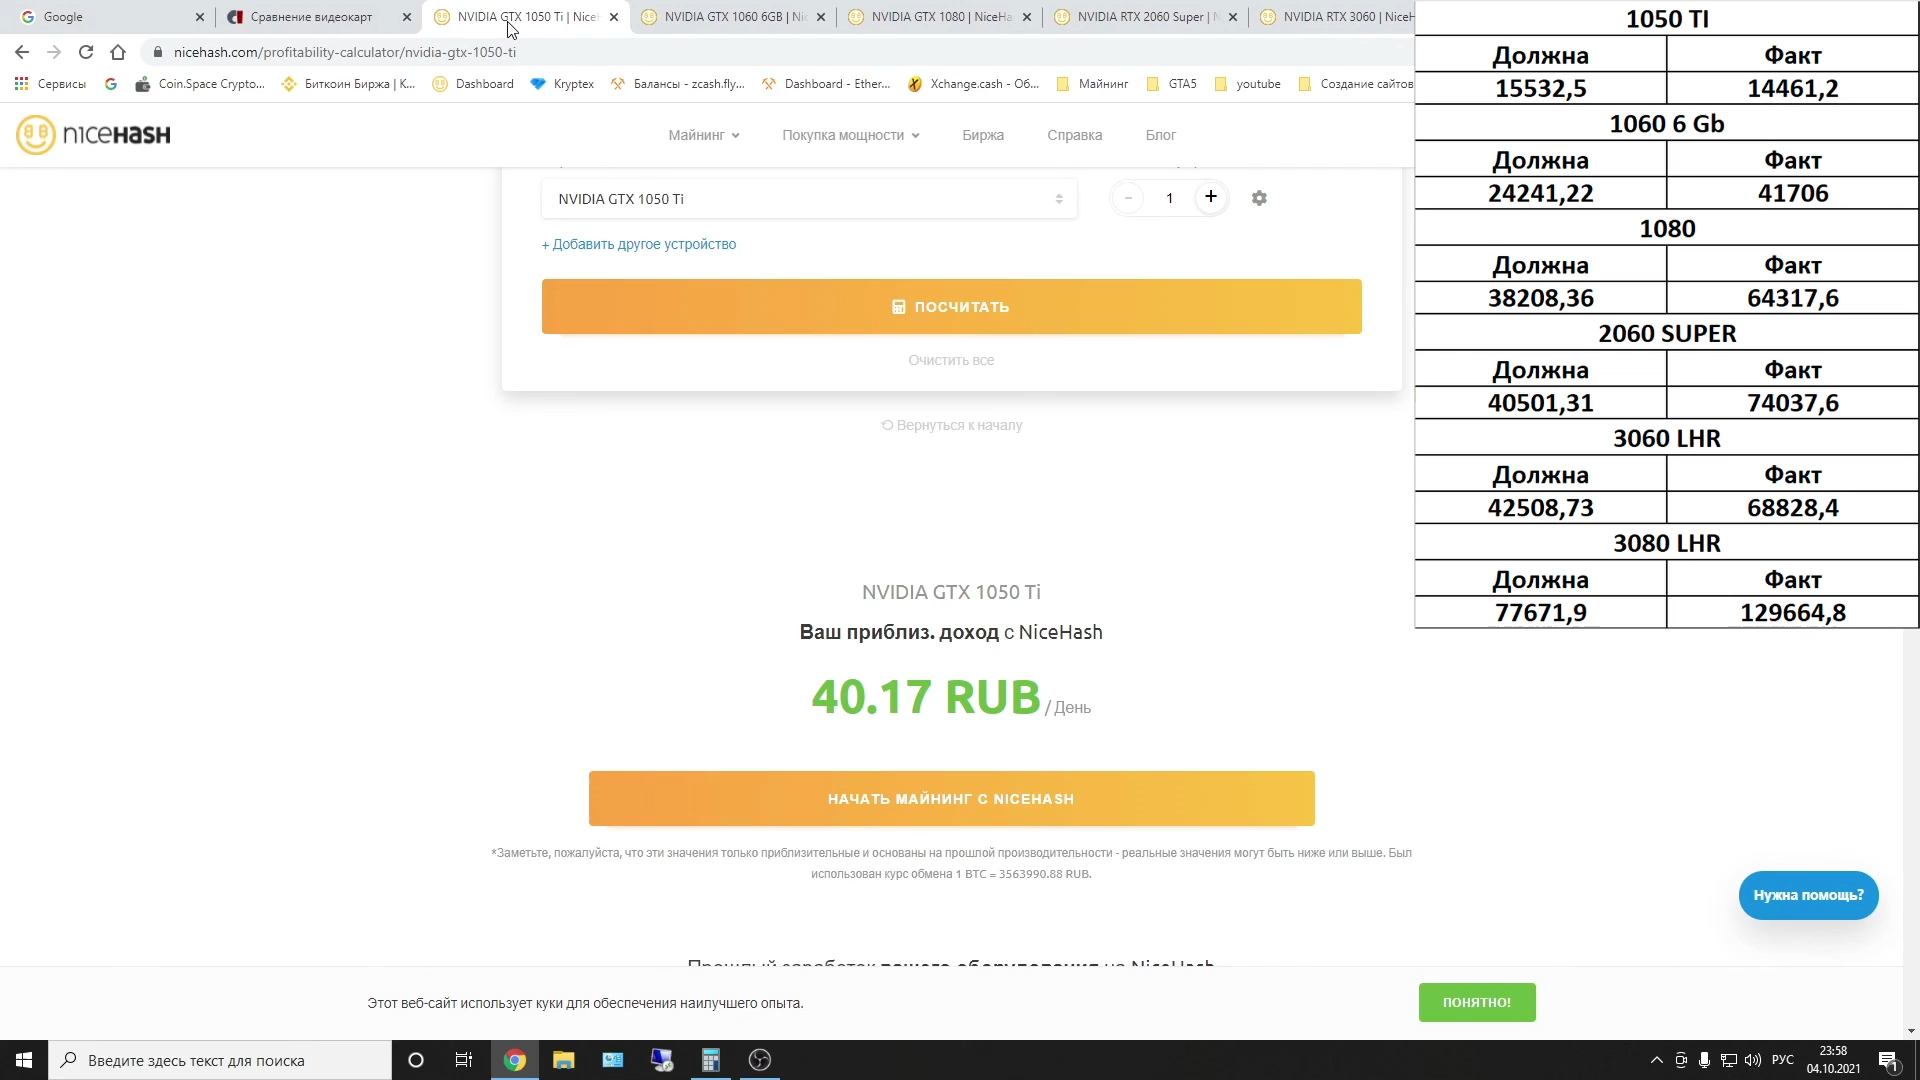 Google
Сравнение видеокарт
NVIDIA GTX 1050 Ti | NiceH
NVIDIA GTX 1060 6GB | Nic
NVIDIA GTX 1080 | NiceHa
NVIDIA RTX 2060 Super | N
NVIDIA RTX 3060 | NiceH
nicehash.com/profitability-calculator/nvidia-gtx-1050-ti
Сервисы
Coin.Space Crypto...
Биткоин Биржа | К...
Dashboard
Kryptex
Балансы - zcash.fly...
Dashboard - Ether...
Xchange.cash - Об...
Майнинг
GTA5
youtube
Создание сайтов
NICEHASH
Майнинг
Покупка мощности
Биржа
Справка
Блог
NVIDIA GTX 1050 Ti
- 1 +
+ Добавить другое устройство
ПОСЧИТАТЬ
Очистить все
Вернуться к началу
NVIDIA GTX 1050 Ti
Ваш приблиз. доход с NiceHash
40.17 RUB / День
НАЧАТЬ МАЙНИНГ С NICEHASH
*Заметьте, пожалуйста, что эти значения только приблизительные и основаны на прошлой производительности - реальные значения могут быть ниже или выше. Был
использован курс обмена 1 BTC = 3563990.88 RUB.
Прошлый заработок вашего оборудования на NiceHash
Нужна помощь?
Этот веб-сайт использует куки для обеспечения наилучшего опыта.
ПОНЯТНО!
1050 TI
Должна Факт
15532,5 14461,2
1060 6 Gb
Должна Факт
24241,22 41706
1080
Должна Факт
38208,36 64317,6
2060 SUPER
Должна Факт
40501,31 74037,6
3060 LHR
Должна Факт
42508,73 68828,4
3080 LHR
Должна Факт
77671,9 129664,8
Введите здесь текст для поиска
РУС
23:58
04.10.2021
1